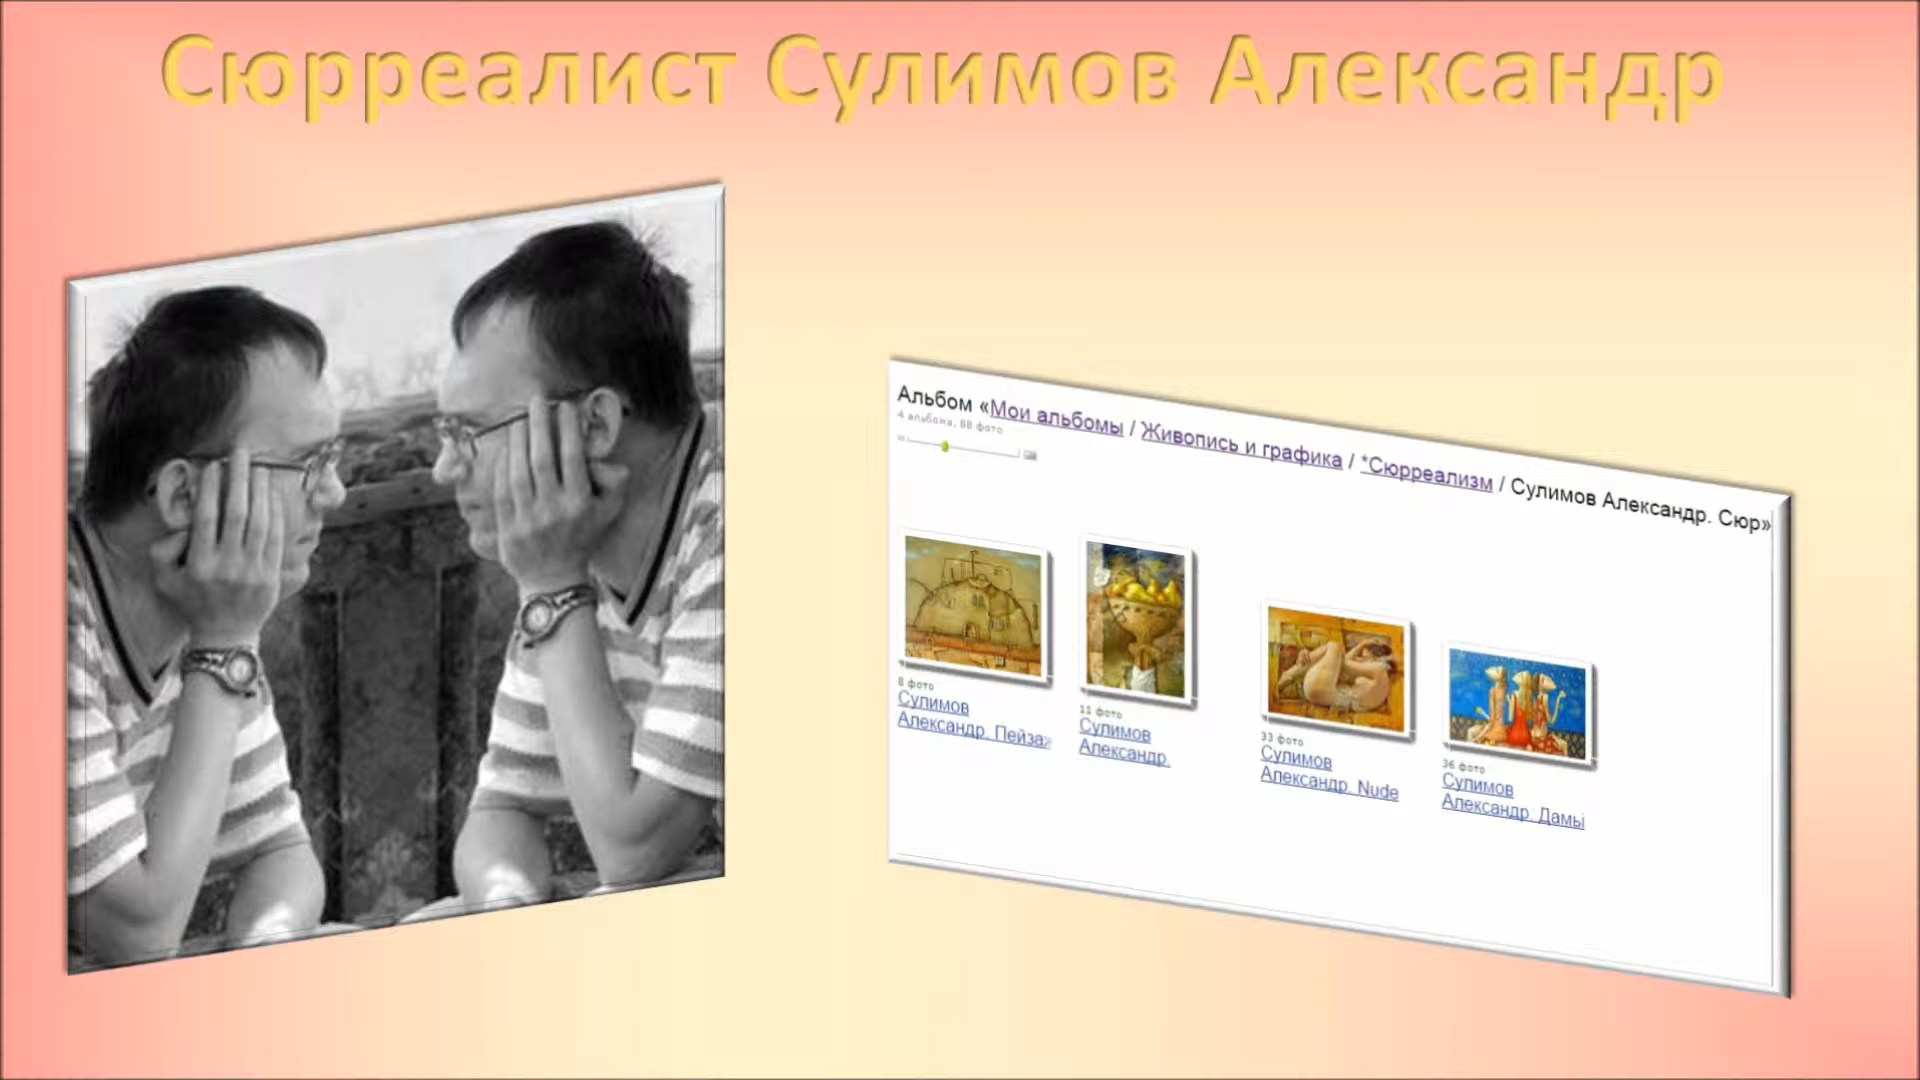 Сюрреалист Сулимов Александр
Альбом «Мои альбомы / Живопись и графика / *Сюрреализм / Сулимов Александр. Сюр»
4 альбома, 88 фото
8 фото
Сулимов
Александр. Пейзаж
11 фото
Сулимов
Александр.
33 фото
Сулимов
Александр. Nude
36 фото
Сулимов
Александр. Дамы